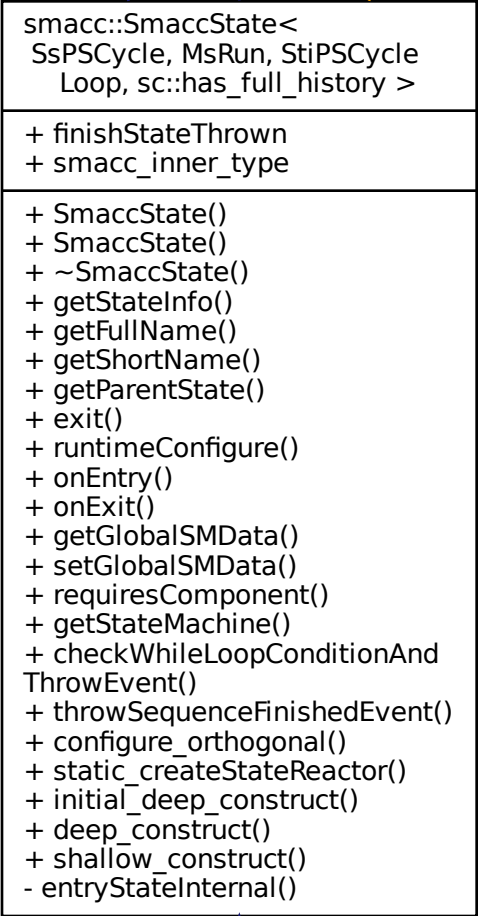 smacc::SmaccState<
SsPSCycle, MsRun, StiPSCycle
Loop, sc::has_full_history >
+ finishStateThrown
+ smacc_inner_type
+ SmaccState()
+ SmaccState()
+ ~SmaccState()
+ getStateInfo()
+ getFullName()
+ getShortName()
+ getParentState()
+ exit()
+ runtimeConfigure()
+ onEntry()
+ onExit()
+ getGlobalSMData()
+ setGlobalSMData()
+ requiresComponent()
+ getStateMachine()
+ checkWhileLoopConditionAnd
ThrowEvent()
+ throwSequenceFinishedEvent()
+ configure_orthogonal()
+ static_createStateReactor()
+ initial_deep_construct()
+ deep_construct()
+ shallow_construct()
- entryStateInternal()